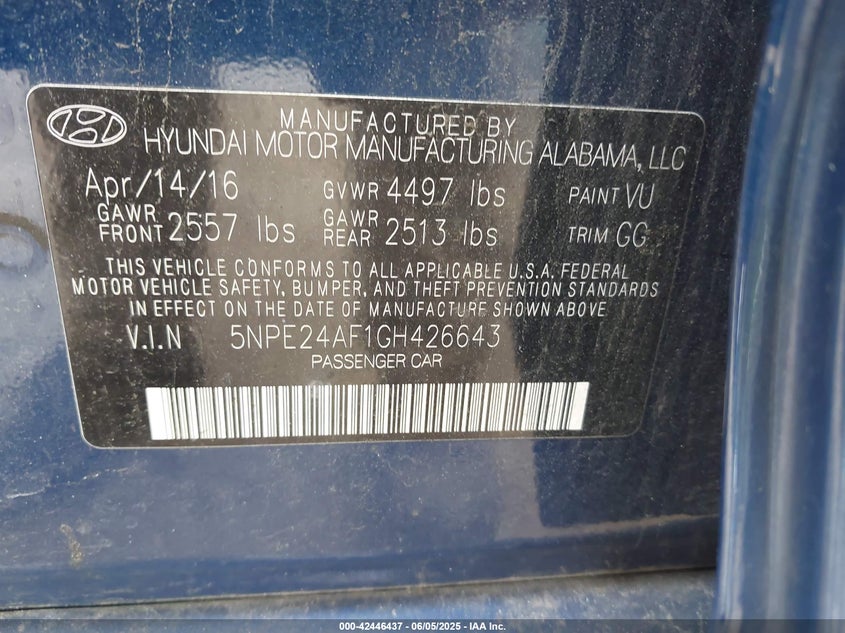 MANUFACTURED BY
HYUNDAI MOTOR MANUFACTURING ALABAMA, LLC
Apr/14/16 GVWR 4497 lbs PAINT VU
GAWR FRONT 2557 lbs GAWR REAR 2513 lbs TRIM GG
THIS VEHICLE CONFORMS TO ALL APPLICABLE U.S.A. FEDERAL
MOTOR VEHICLE SAFETY, BUMPER, AND THEFT PREVENTION STANDARDS
IN EFFECT ON THE DATE OF MANUFACTURE SHOWN ABOVE
V.I.N 5NPE24AF1GH426643
PASSENGER CAR
000-42446437 - 06/05/2025 - IAA Inc.